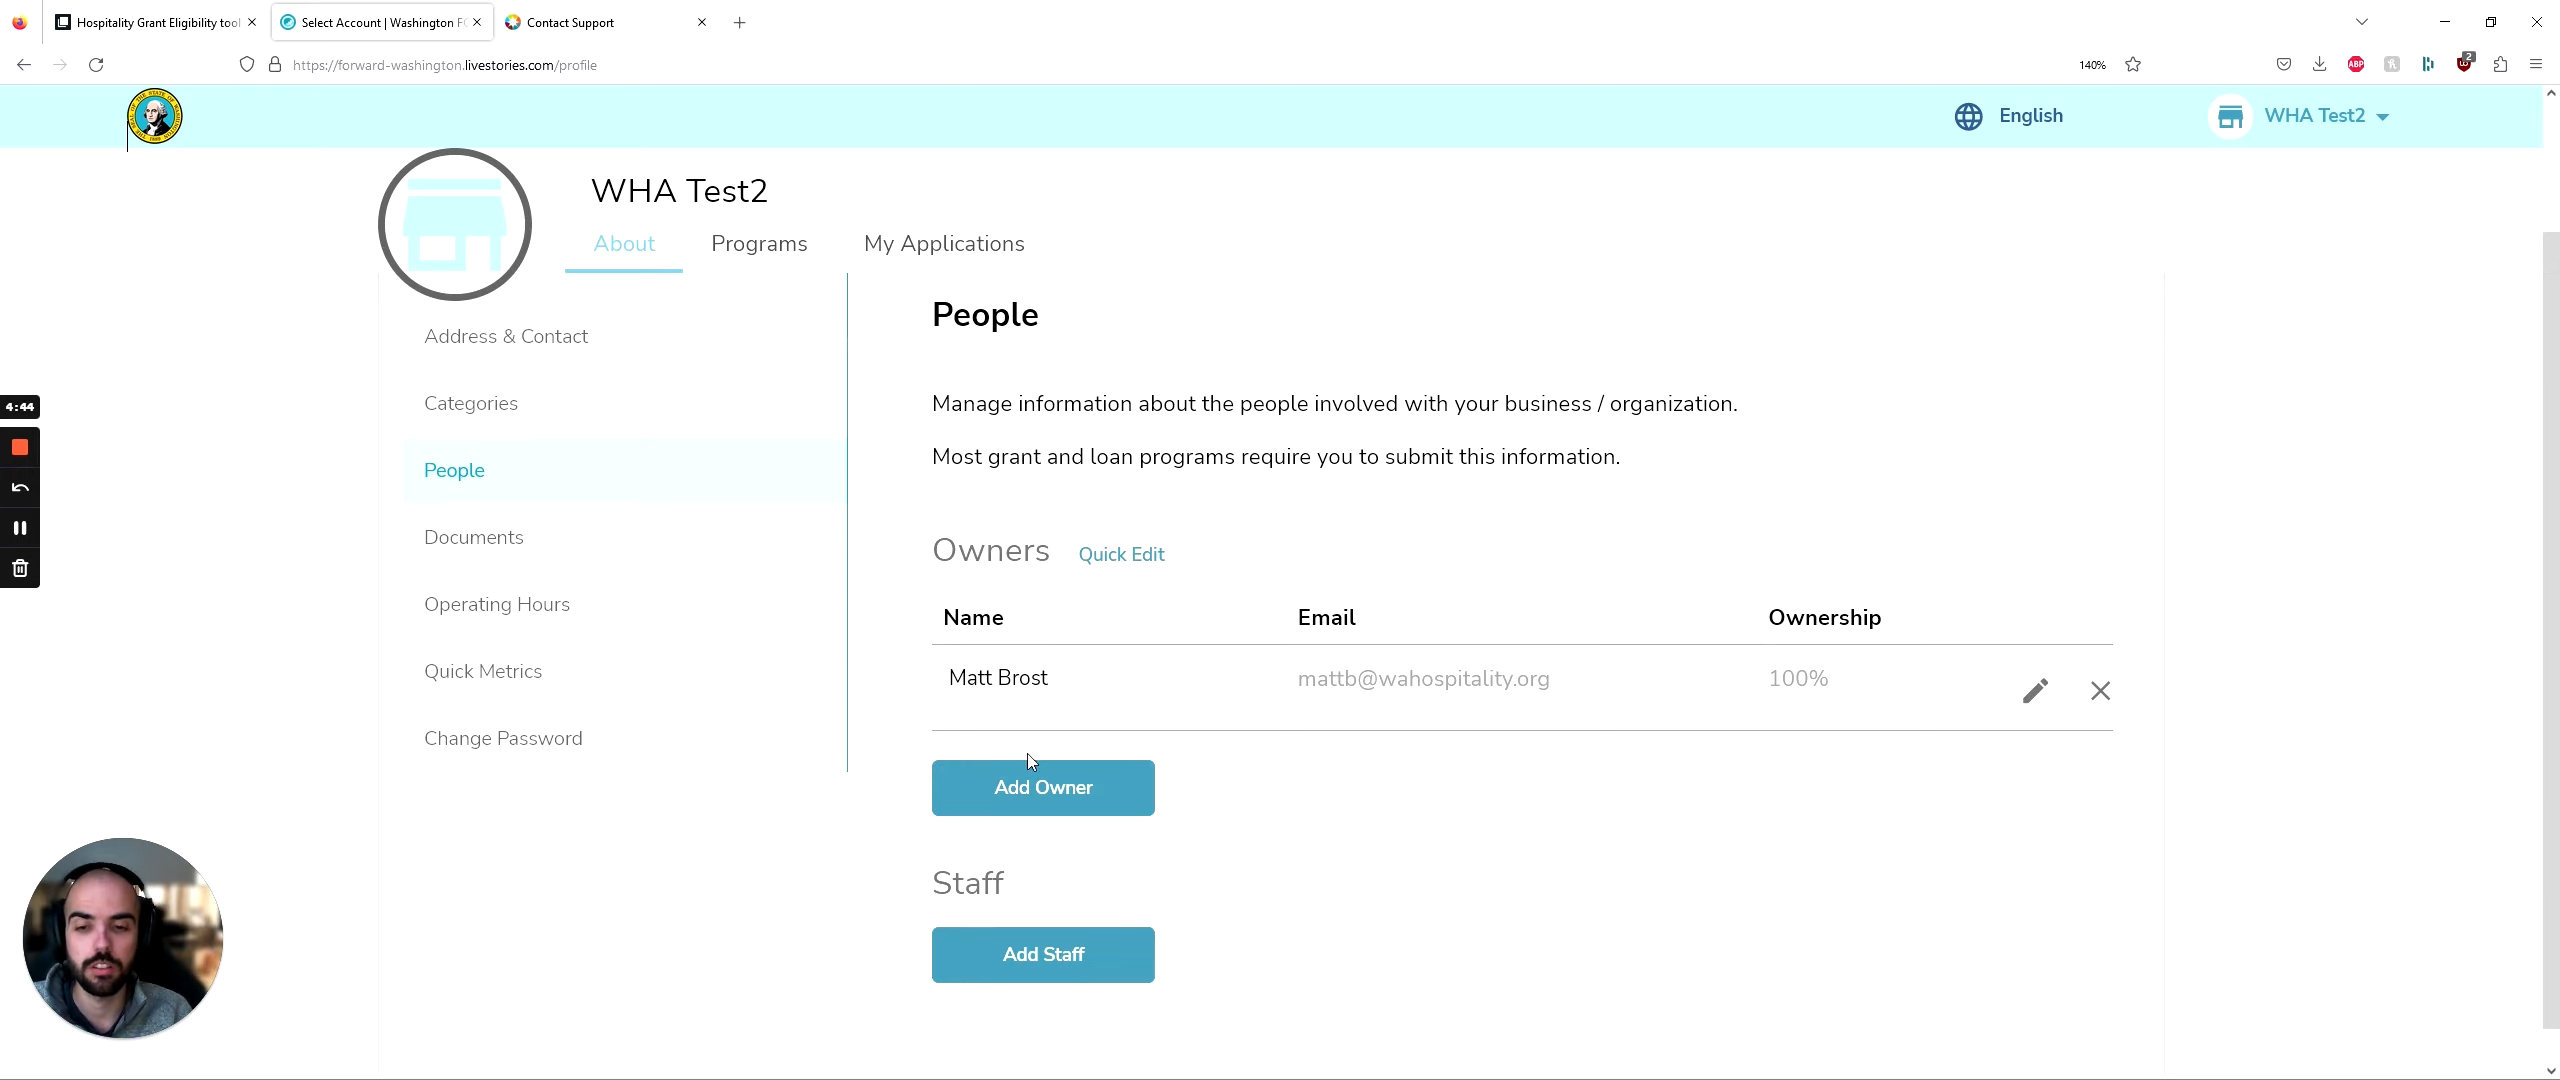 Hospitality Grant Eligibility tool
Select Account | Washington FO
Contact Support
https://forward-washington.livestories.com/profile
140%
ABP
2
English
WHA Test2
WHA Test2
About
Programs
My Applications
Address & Contact
Categories
People
Documents
Operating Hours
Quick Metrics
Change Password
4:44
People
Manage information about the people involved with your business / organization.
Most grant and loan programs require you to submit this information.
Owners
Quick Edit
Name
Email
Ownership
Matt Brost
mattb@wahospitality.org
100%
Add Owner
Staff
Add Staff